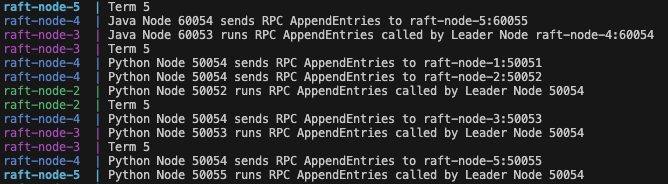 raft-node-5 | Term 5
raft-node-4 | Java Node 60054 sends RPC AppendEntries to raft-node-5:60055
raft-node-3 | Java Node 60053 runs RPC AppendEntries called by Leader Node raft-node-4:60054
raft-node-3 | Term 5
raft-node-4 | Python Node 50054 sends RPC AppendEntries to raft-node-1:50051
raft-node-4 | Python Node 50054 sends RPC AppendEntries to raft-node-2:50052
raft-node-2 | Python Node 50052 runs RPC AppendEntries called by Leader Node 50054
raft-node-2 | Term 5
raft-node-4 | Python Node 50054 sends RPC AppendEntries to raft-node-3:50053
raft-node-3 | Python Node 50053 runs RPC AppendEntries called by Leader Node 50054
raft-node-3 | Term 5
raft-node-4 | Python Node 50054 sends RPC AppendEntries to raft-node-5:50055
raft-node-5 | Python Node 50055 runs RPC AppendEntries called by Leader Node 50054